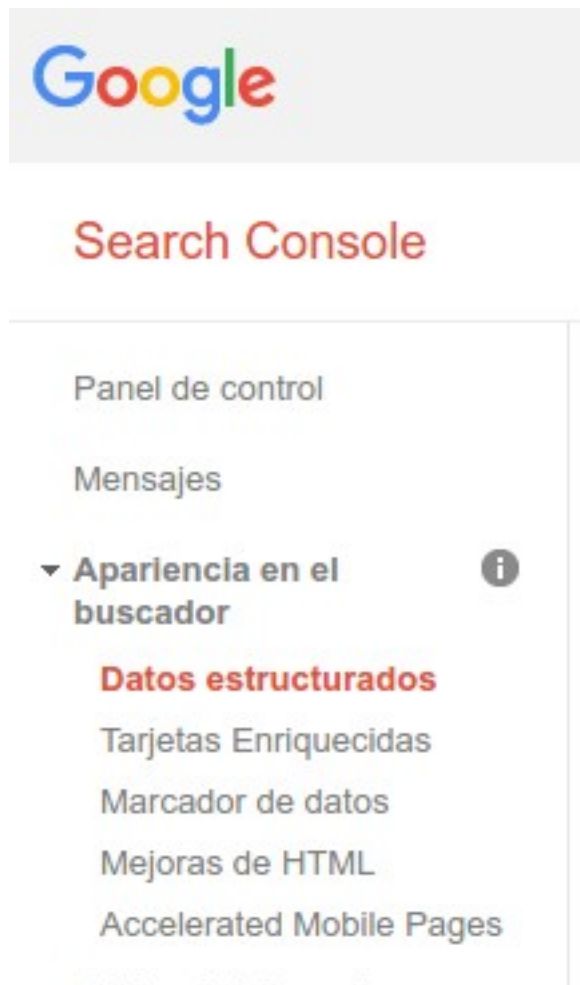 Google
Search Console
Panel de control
Mensajes
Apariencia en el
buscador
Datos estructurados
Tarjetas Enriquecidas
Marcador de datos
Mejoras de HTML
Accelerated Mobile Pages